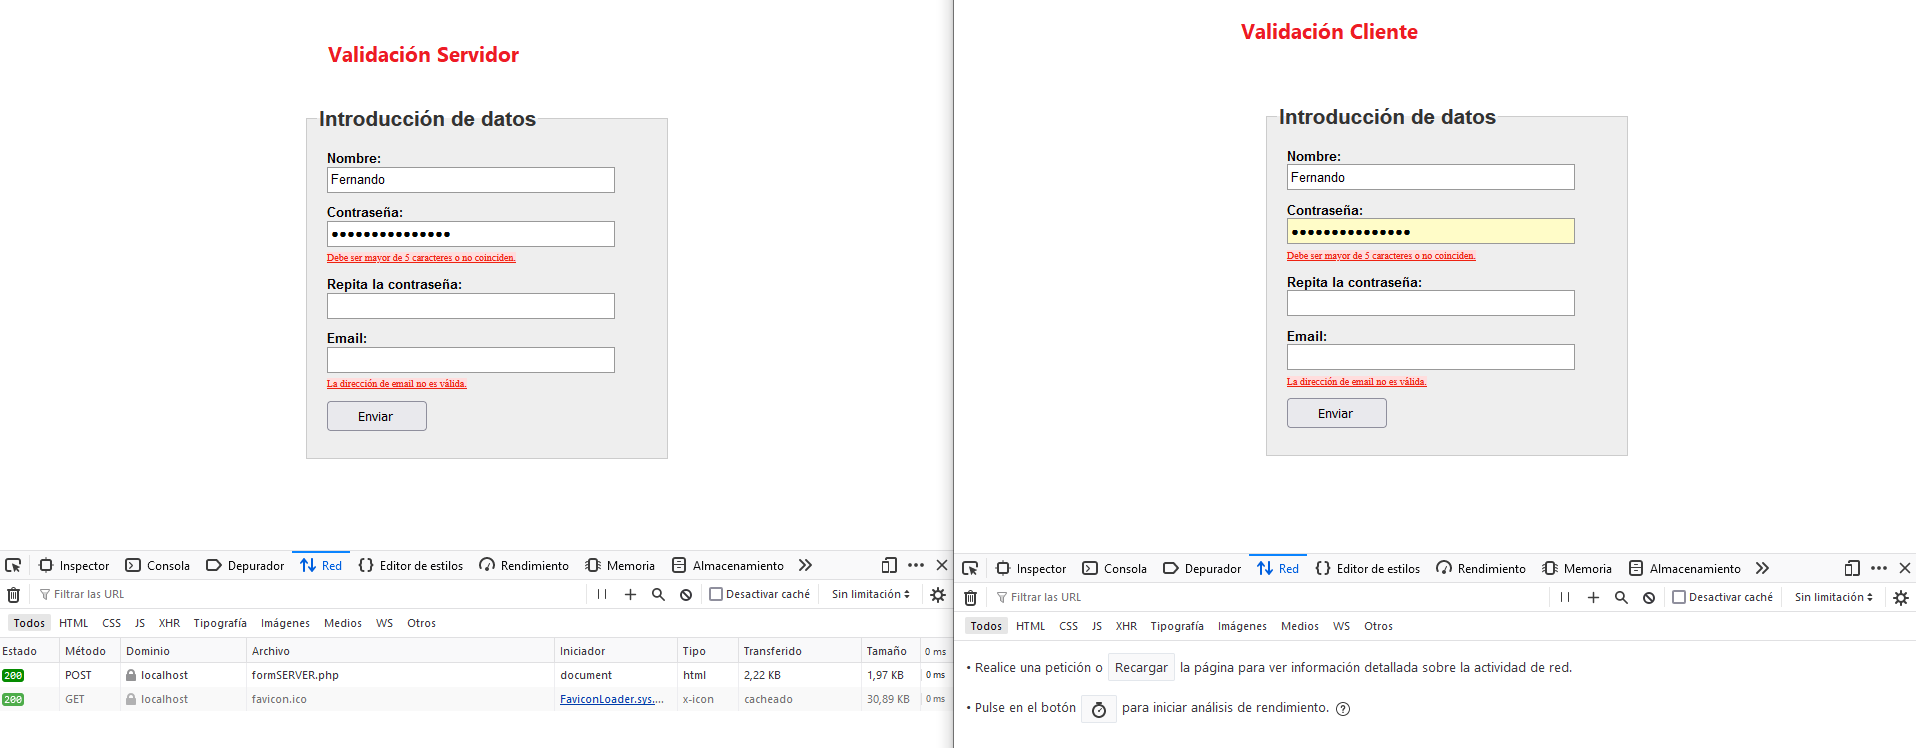 Validación Servidor
Introducción de datos
Nombre:
Fernando
Contraseña:
●●●●●●●●●●●●●●●
Debe ser mayor de 5 caracteres o no coinciden.
Repita la contraseña:
Email:
La dirección de email no es válida.
Enviar
Inspector Consola Depurador Red Editor de estilos Rendimiento Memoria Almacenamiento
Filtrar las URL Desactivar caché Sin limitación
Todos HTML CSS JS XHR Tipografía Imágenes Medios WS Otros
Estado Método Dominio Archivo Iniciador Tipo Transferido Tamaño 0 ms
200 POST localhost formSERVER.php document html 2,22 KB 1,97 KB 0 ms
200 GET localhost favicon.ico FaviconLoader.sys.... x-icon cacheado 30,89 KB 0 ms
Validación Cliente
Introducción de datos
Nombre:
Fernando
Contraseña:
●●●●●●●●●●●●●●●
Debe ser mayor de 5 caracteres o no coinciden.
Repita la contraseña:
Email:
La dirección de email no es válida.
Enviar
Inspector Consola Depurador Red Editor de estilos Rendimiento Memoria Almacenamiento
Filtrar las URL Desactivar caché Sin limitación
Todos HTML CSS JS XHR Tipografía Imágenes Medios WS Otros
• Realice una petición o Recargar la página para ver información detallada sobre la actividad de red.
• Pulse en el botón para iniciar análisis de rendimiento. ?